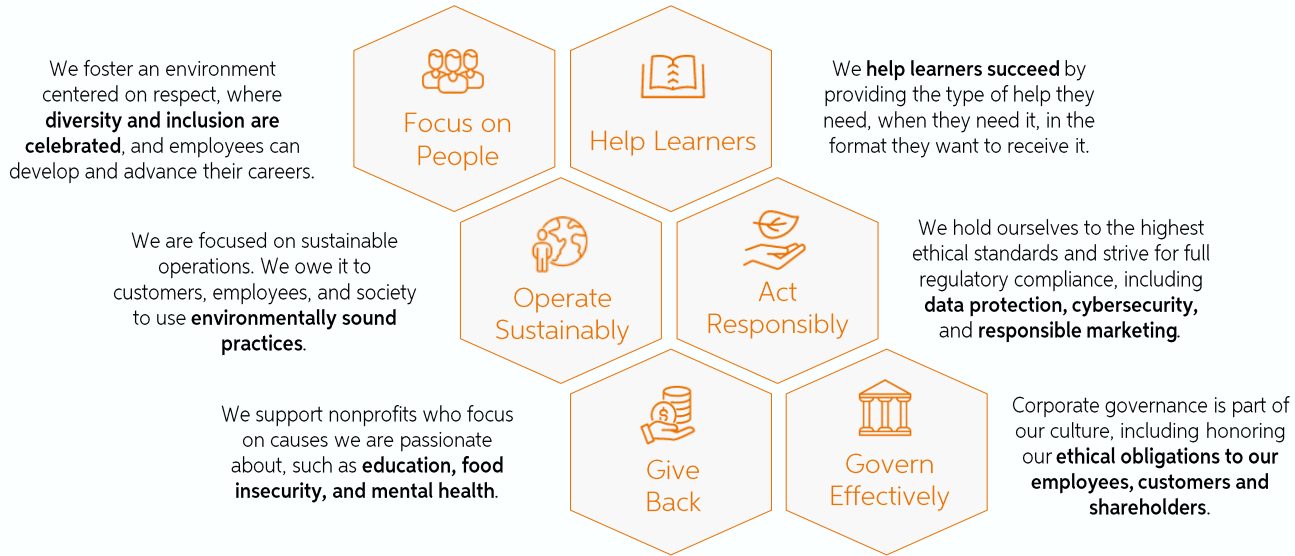 We foster an environment
centered on respect, where
diversity and inclusion are
celebrated, and employees can
develop and advance their careers.
Focus on
People
Help Learners
We help learners succeed by
providing the type of help they
need, when they need it, in the
format they want to receive it.
We are focused on sustainable
operations. We owe it to
customers, employees, and society
to use environmentally sound
practices.
Operate
Sustainably
Act
Responsibly
We hold ourselves to the highest
ethical standards and strive for full
regulatory compliance, including
data protection, cybersecurity,
and responsible marketing.
We support nonprofits who focus
on causes we are passionate
about, such as education, food
insecurity, and mental health.
$
Give
Back
Govern
Effectively
Corporate governance is part of
our culture, including honoring
our ethical obligations to our
employees, customers and
shareholders.